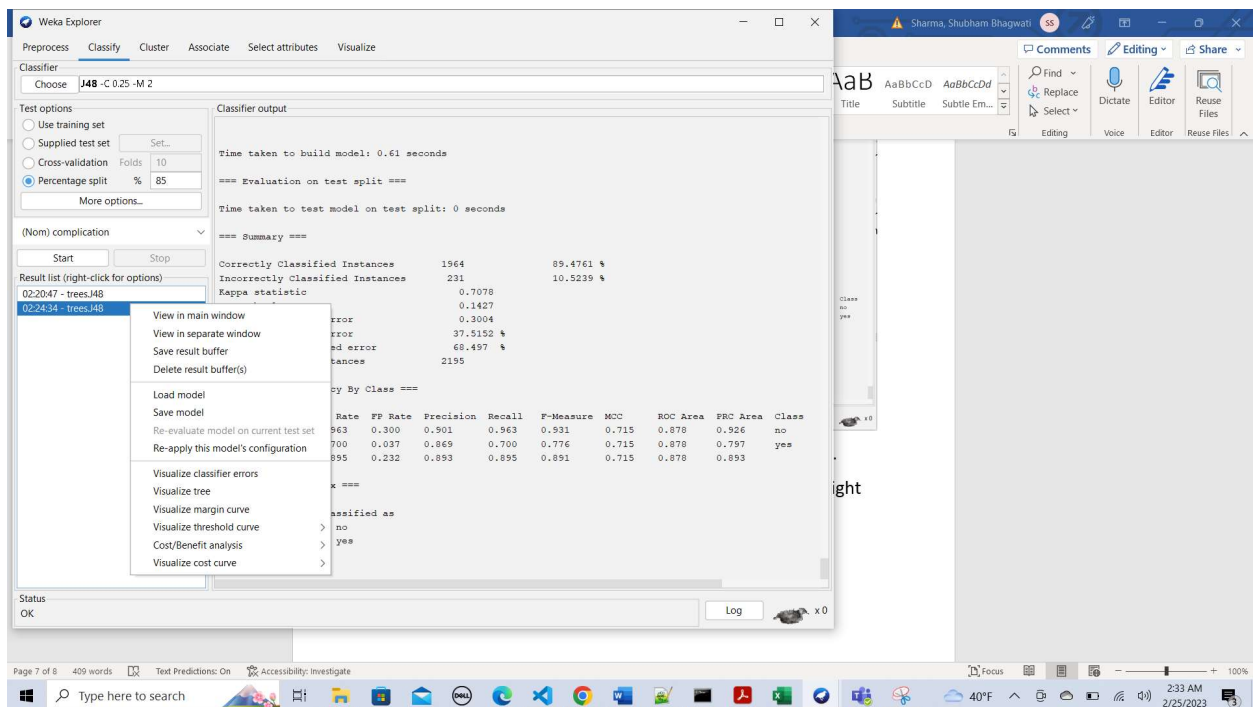 Weka Explorer
Preprocess Classify Cluster Associate Select attributes Visualize
Classifier
Choose J48 -C 0.25 -M 2
Test options
Use training set
Supplied test set Set...
Cross-validation Folds 10
Percentage split % 85
More options...
(Nom) complication
Start Stop
Result list (right-click for options)
02:20:47 - trees.J48
02:24:34 - trees.J48
View in main window
View in separate window
Save result buffer
Delete result buffer(s)
Load model
Save model
Re-evaluate model on current test set
Re-apply this model's configuration
Visualize classifier errors
Visualize tree
Visualize margin curve
Visualize threshold curve
Cost/Benefit analysis
Visualize cost curve
Classifier output
Time taken to build model: 0.61 seconds
=== Evaluation on test split ===
Time taken to test model on test split: 0 seconds
=== Summary ===
Correctly Classified Instances 1964 89.4761 %
Incorrectly Classified Instances 231 10.5239 %
Kappa statistic 0.7078
0.1427
rror 0.3004
rror 37.5152 %
ed error 68.497 %
tances 2195
cy By Class ===
Rate FP Rate Precision Recall F-Measure MCC ROC Area PRC Area Class
963 0.300 0.901 0.963 0.931 0.715 0.878 0.926 no
700 0.037 0.869 0.700 0.776 0.715 0.878 0.797 yes
895 0.232 0.893 0.895 0.891 0.715 0.878 0.893
x ===
assified as
no
yes
Status
OK
Log x 0
Sharma, Shubham Bhagwati SS
Comments Editing Share
AaB AaBbCcD AaBbCcDd
Title Subtitle Subtle Em...
Find
Replace
Select
Dictate Editor Reuse Files
Editing Voice Editor Reuse Files
Class
no
yes
x 0
ight
Page 7 of 8 409 words Text Predictions: On Accessibility: Investigate Focus 100%
Type here to search
DELL
40°F
2:33 AM
2/25/2023
3